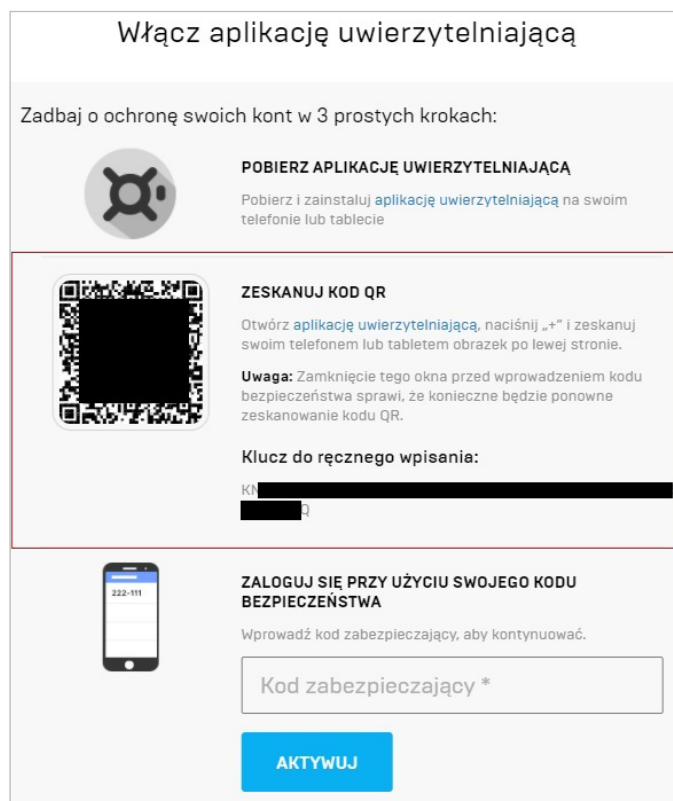 Włącz aplikację uwierzytelniającą
Zadbaj o ochronę swoich kont w 3 prostych krokach:
POBIERZ APLIKACJĘ UWIERZYTELNIAJĄCĄ
Pobierz i zainstaluj aplikację uwierzytelniającą na swoim
telefonie lub tablecie
ZESKANUJ KOD QR
Otwórz aplikację uwierzytelniającą, naciśnij „+” i zeskanuj
swoim telefonem lub tabletem obrazek po lewej stronie.
Uwaga: Zamknięcie tego okna przed wprowadzeniem kodu
bezpieczeństwa sprawi, że konieczne będzie ponowne
zeskanowanie kodu QR.
Klucz do ręcznego wpisania:
KN
Q
222-111
ZALOGUJ SIĘ PRZY UŻYCIU SWOJEGO KODU
BEZPIECZEŃSTWA
Wprowadź kod zabezpieczający, aby kontynuować.
Kod zabezpieczający *
AKTYWUJ